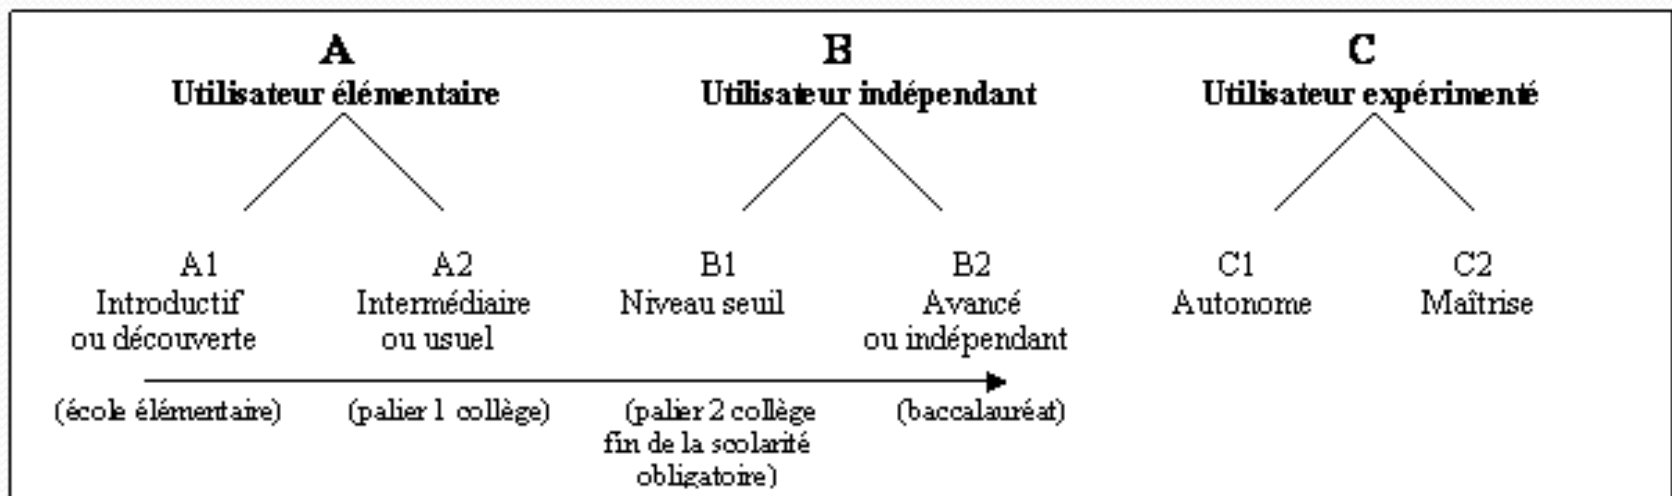 A
Utilisateur élémentaire
B
Utilisateur indépendant
C
Utilisateur expérimenté
A1
Introductif
ou découverte
A2
Intermédiaire
ou usuel
B1
Niveau seuil
B2
Avancé
ou indépendant
C1
Autonome
C2
Maîtrise
(école élémentaire)
(palier 1 collège)
(palier 2 collège
fin de la scolarité
obligatoire)
(baccalauréat)